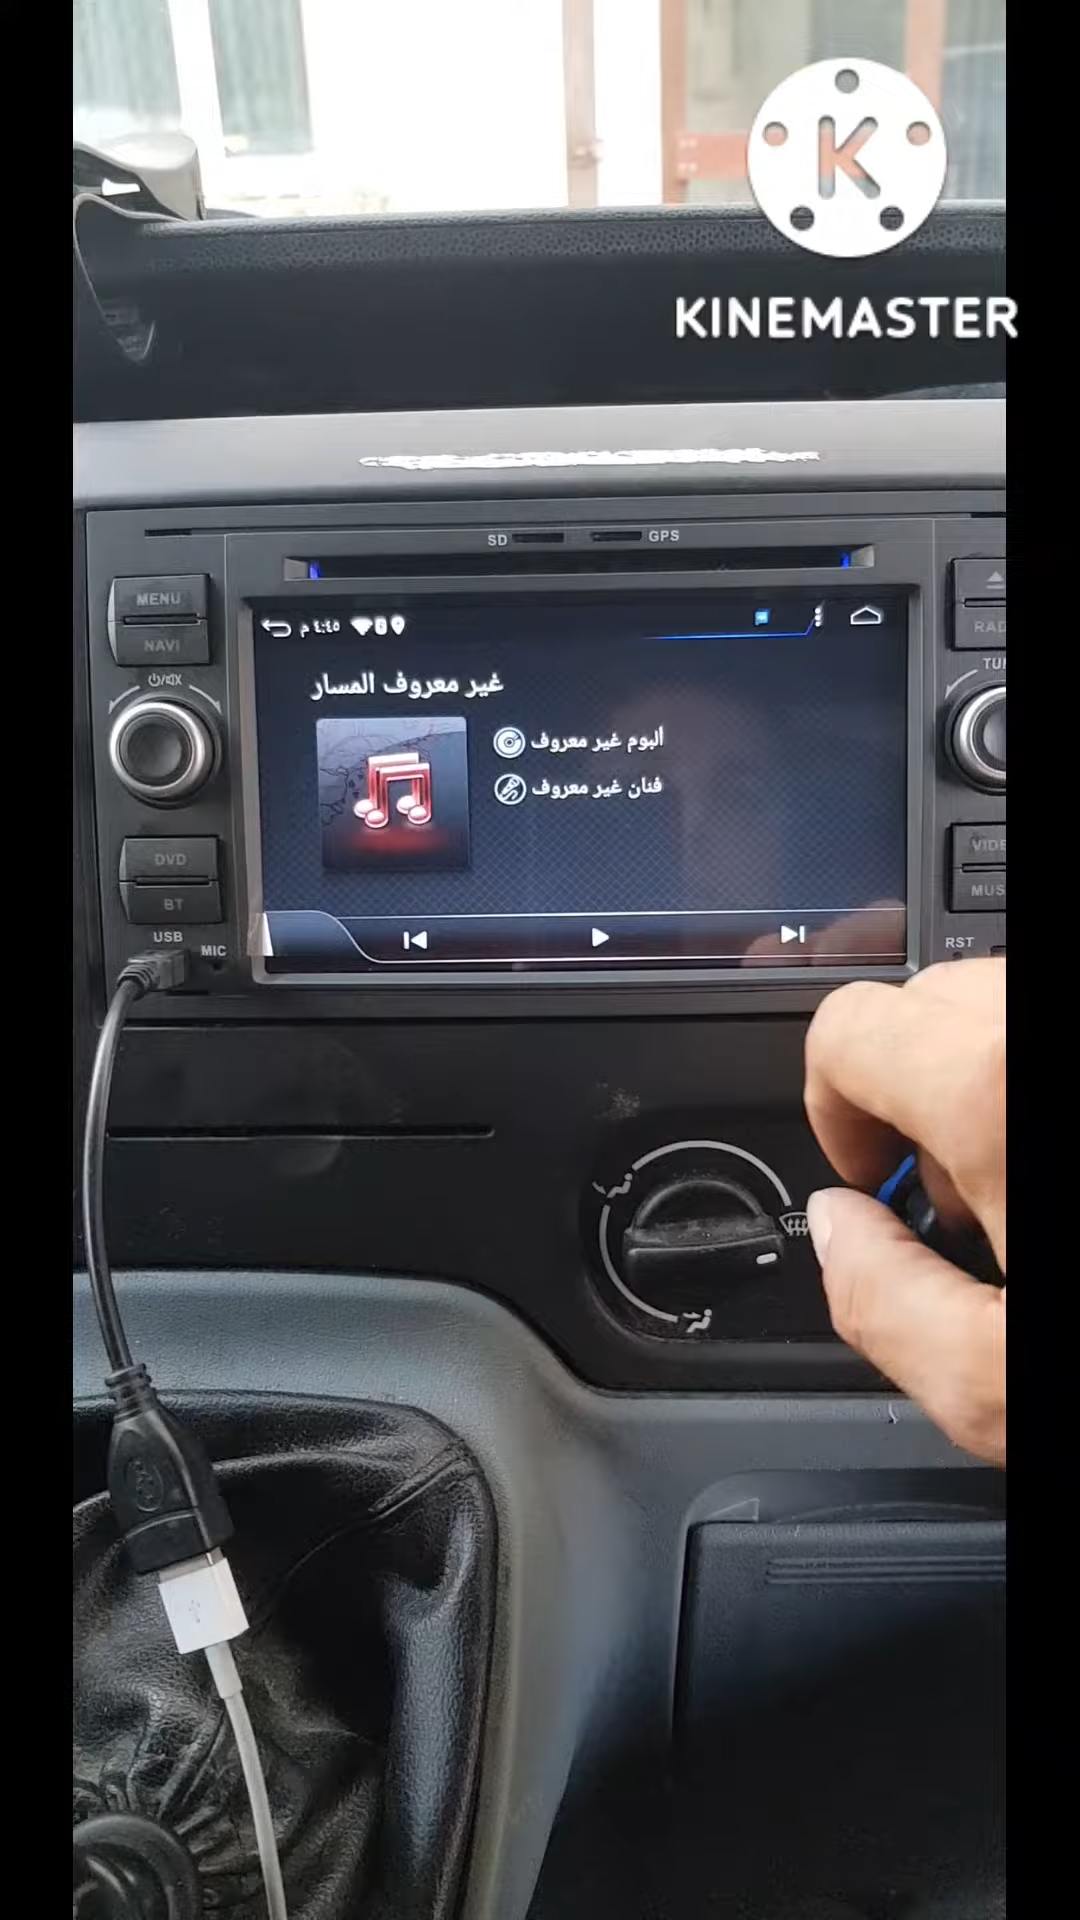 K
KINEMASTER
SD
GPS
MENU
NAVI
٤:٤٥ م
غير معروف المسار
ألبوم غير معروف
فنان غير معروف
DVD
BT
USB
MIC
RST